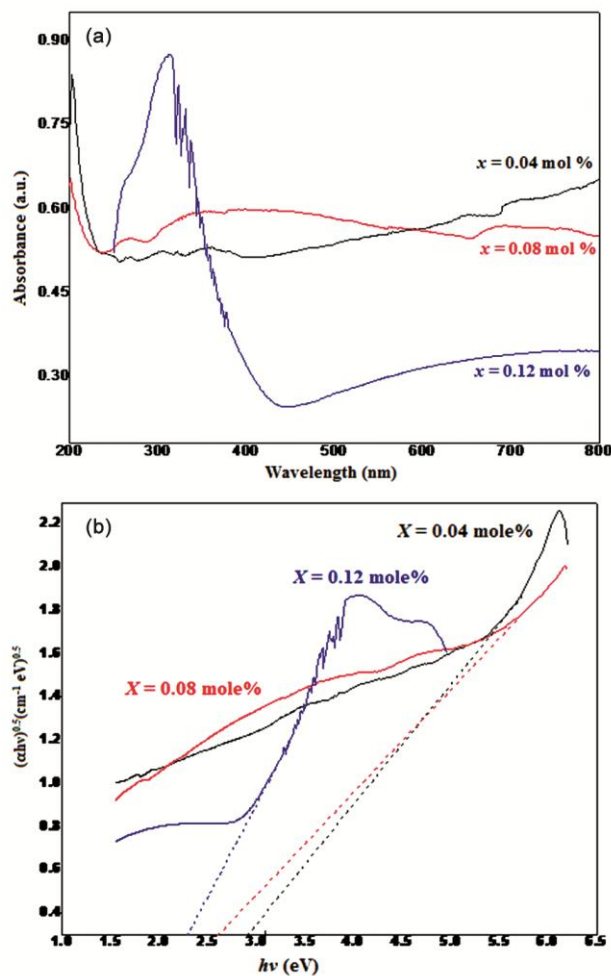 (a)
0.90
0.75
0.60
0.45
0.30
Absorbance (a.u.)
x = 0.04 mol %
x = 0.08 mol %
x = 0.12 mol %
200 300 400 500 600 700 800
Wavelength (nm)
(b)
2.2
2.0
1.8
1.6
1.4
1.2
1.0
0.8
0.6
0.4
(αhν)0.5(cm-1 eV)0.5
X = 0.04 mole%
X = 0.12 mole%
X = 0.08 mole%
1.0 1.5 2.0 2.5 3.0 3.5 4.0 4.5 5.0 5.5 6.0 6.5
hν (eV)